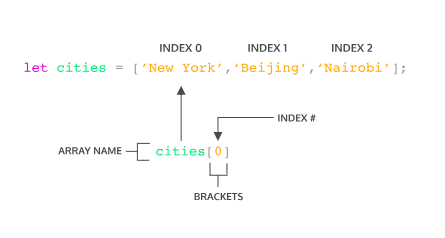 INDEX 0 INDEX 1 INDEX 2
let cities = [‘New York’,‘Beijing’,‘Nairobi’];
INDEX #
ARRAY NAME cities[0]
BRACKETS